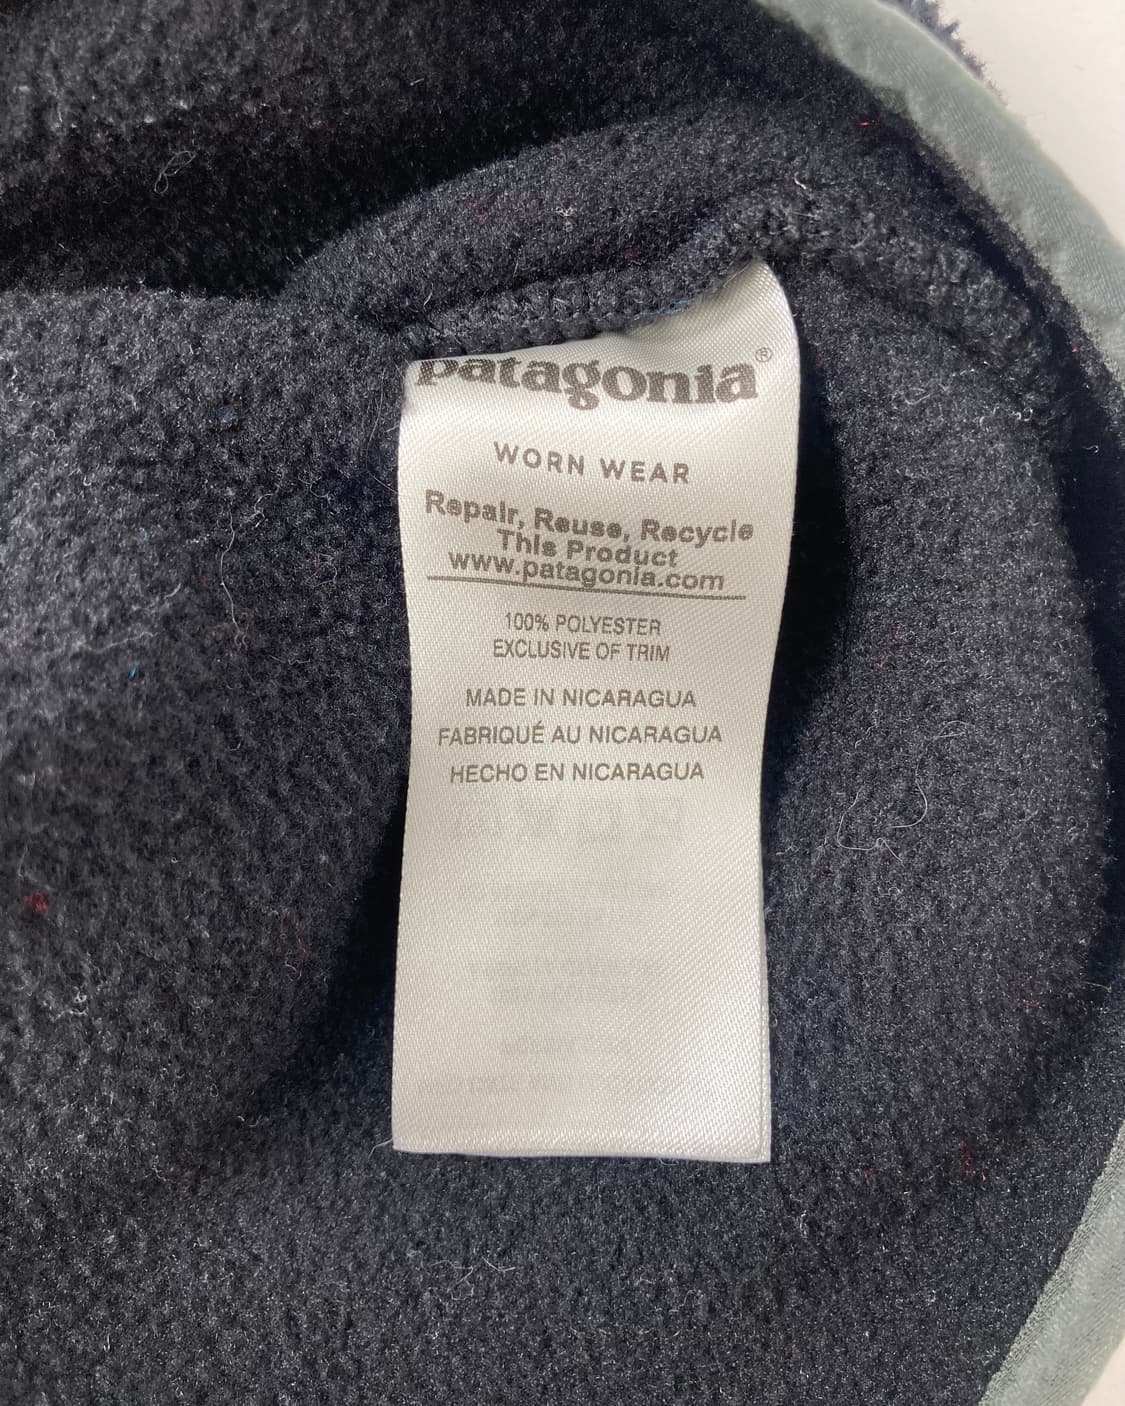 patagonia®
WORN WEAR
Repair, Reuse, Recycle
This Product
www.patagonia.com
100% POLYESTER
EXCLUSIVE OF TRIM
MADE IN NICARAGUA
FABRIQUÉ AU NICARAGUA
HECHO EN NICARAGUA